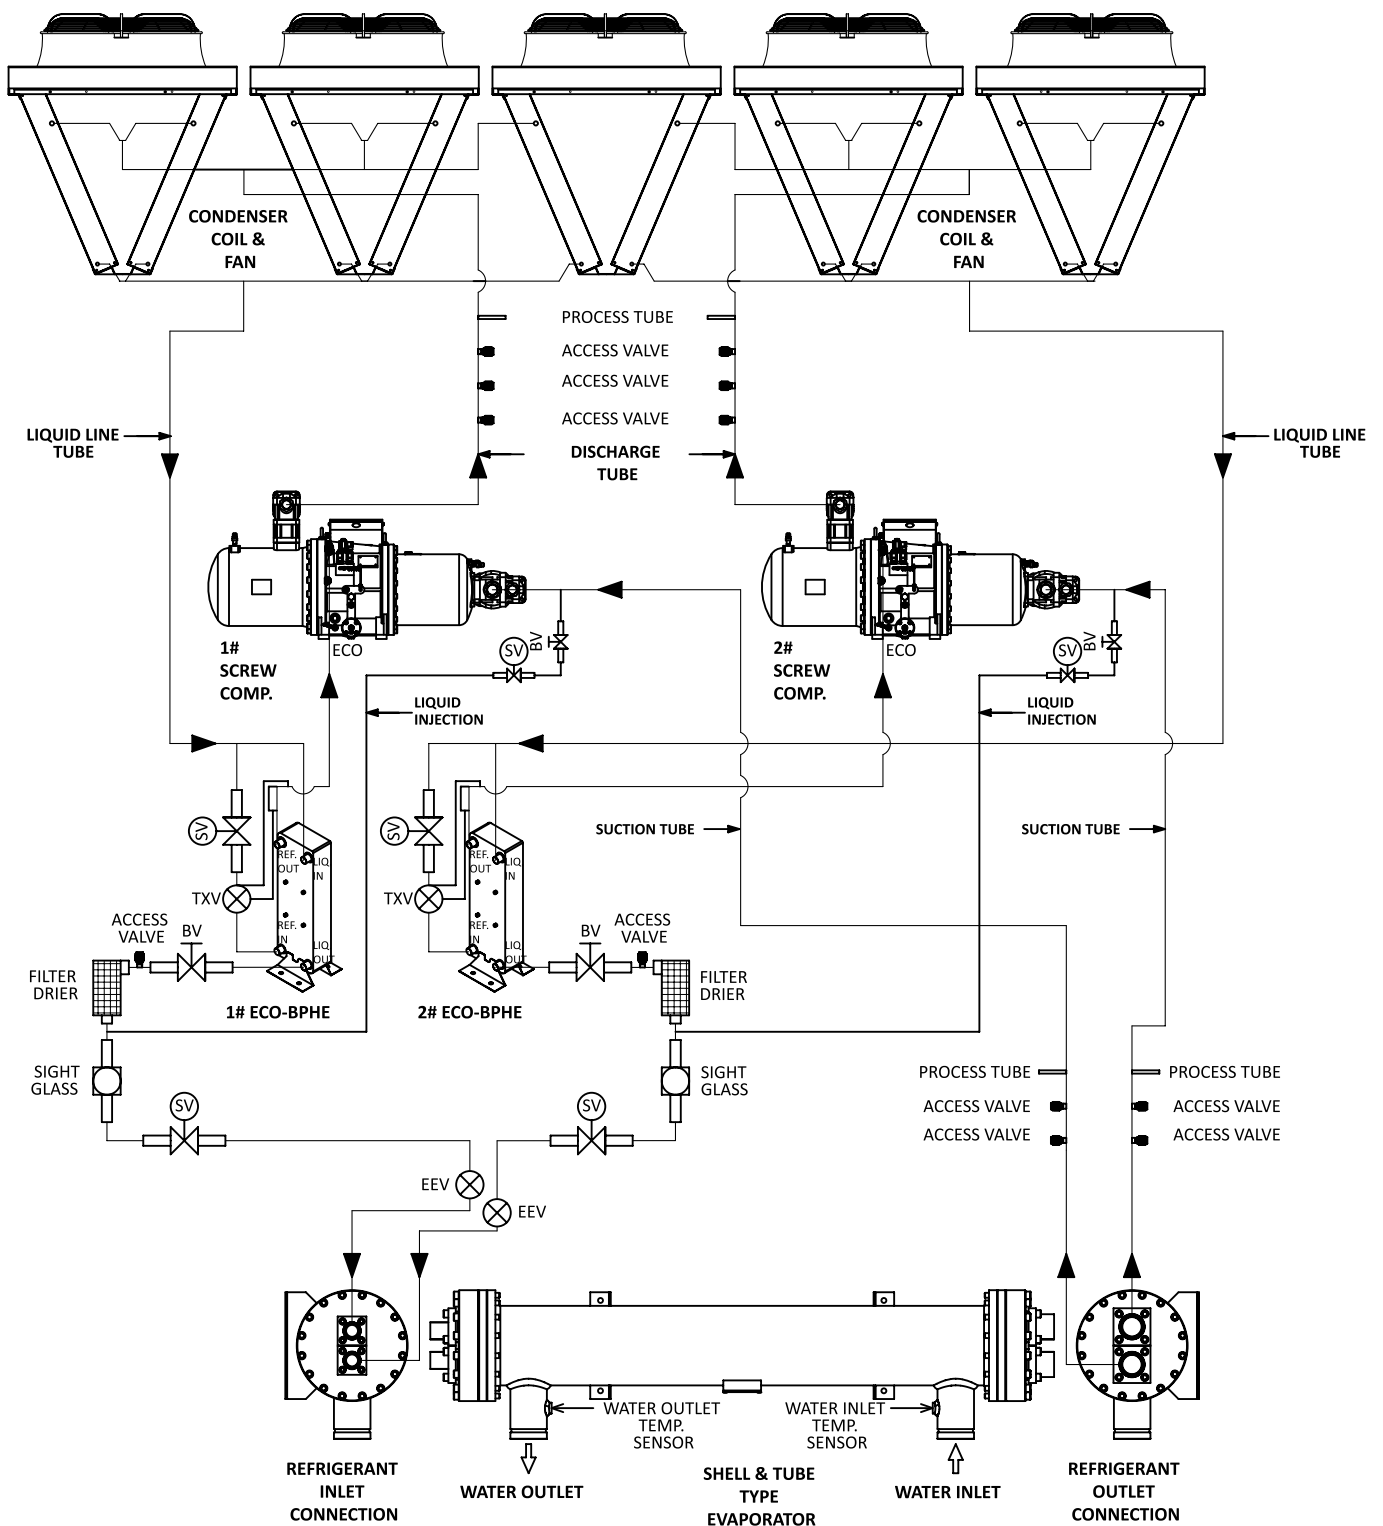 CONDENSER
COIL &
FAN
CONDENSER
COIL &
FAN
PROCESS TUBE
ACCESS VALVE
ACCESS VALVE
ACCESS VALVE
LIQUID LINE
TUBE
DISCHARGE
TUBE
LIQUID LINE
TUBE
1#
SCREW
COMP.
ECO
SV
BV
2#
SCREW
COMP.
ECO
SV
BV
LIQUID
INJECTION
LIQUID
INJECTION
SV
SV
SUCTION TUBE
SUCTION TUBE
REF.
OUT
LIQ
IN
REF.
OUT
LIQ
IN
TXV
TXV
REF.
IN
LIQ
OUT
REF.
IN
LIQ
OUT
ACCESS
VALVE
BV
BV
ACCESS
VALVE
FILTER
DRIER
FILTER
DRIER
1# ECO-BPHE
2# ECO-BPHE
SIGHT
GLASS
SIGHT
GLASS
PROCESS TUBE
PROCESS TUBE
SV
SV
ACCESS VALVE
ACCESS VALVE
ACCESS VALVE
ACCESS VALVE
EEV
EEV
WATER OUTLET
TEMP.
SENSOR
WATER INLET
TEMP.
SENSOR
REFRIGERANT
INLET
CONNECTION
WATER OUTLET
SHELL & TUBE
TYPE
EVAPORATOR
WATER INLET
REFRIGERANT
OUTLET
CONNECTION